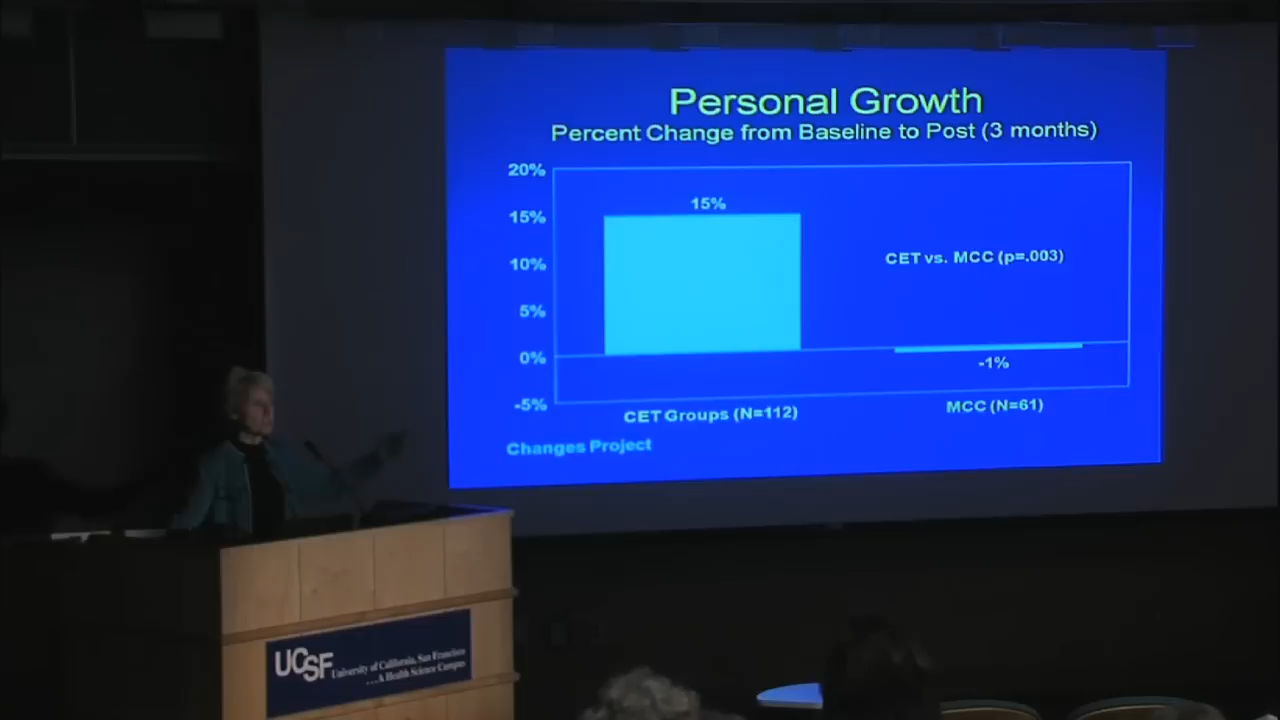 Personal Growth
Percent Change from Baseline to Post (3 months)
20%
15%
15%
10%
CET vs. MCC (p=.003)
5%
0%
-1%
-5%
CET Groups (N=112)
MCC (N=61)
Changes Project
UCSF University of California, San Francisco
...A Health Science Campus